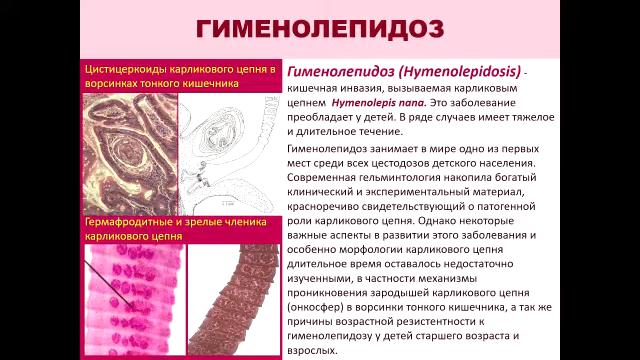 ГИМЕНОЛЕПИДОЗ
Цистицеркоиды карликового цепня в
ворсинках тонкого кишечника
Гермафродитные и зрелые членика
карликового цепня
Гименолепидоз (Hymenolepidosis) -
кишечная инвазия, вызываемая карликовым
цепнем Hymenolepis nana. Это заболевание
преобладает у детей. В ряде случаев имеет тяжелое
и длительное течение.
Гименолепидоз занимает в мире одно из первых
мест среди всех цестодозов детского населения.
Современная гельминтология накопила богатый
клинический и экспериментальный материал,
красноречиво свидетельствующий о патогенной
роли карликового цепня. Однако некоторые
важные аспекты в развитии этого заболевания и
особенно морфологии карликового цепня
длительное время оставалось недостаточно
изученными, в частности механизмы
проникновения зародышей карликового цепня
(онкосфер) в ворсинки тонкого кишечника, а так же
причины возрастной резистентности к
гименолепидозу у детей старшего возраста и
взрослых.